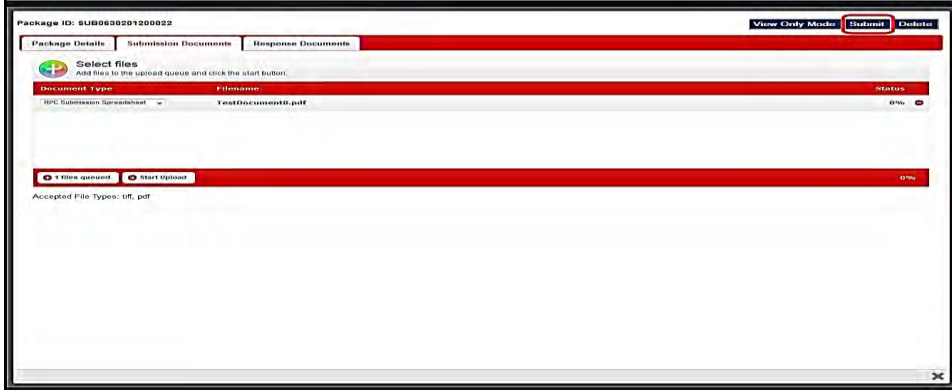 Package ID: SUB0630201200022
View Only Mode Submit Delete
Package Details Submission Documents Response Documents
Select files
Add files to the upload queue and click the start button.
Document Type Filename Status
RPC Submission Spreadsheet TestDocument0.pdf 0%
1 files queued Start Upload 0%
Accepted File Types: tiff, pdf